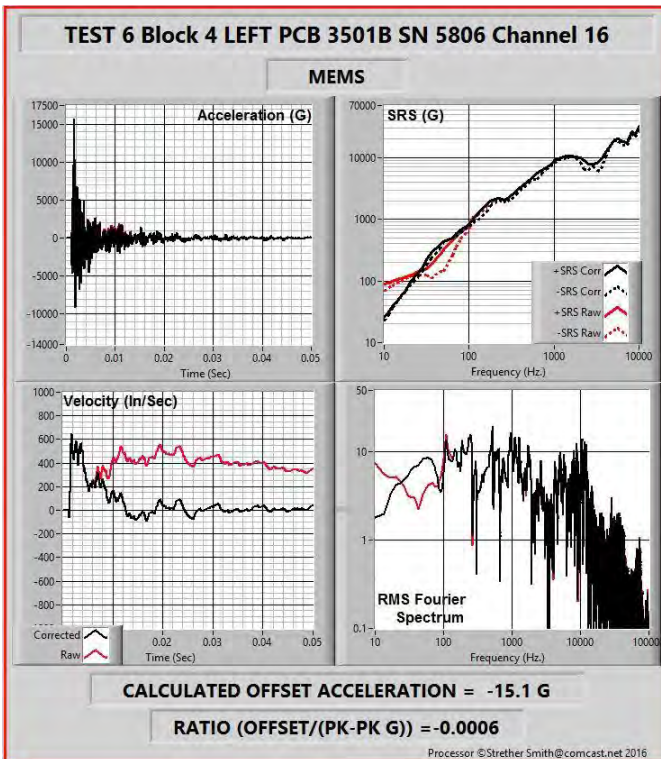 TEST 6 Block 4 LEFT PCB 3501B SN 5806 Channel 16
MEMS
Acceleration (G)
17500
15000
10000
5000
0
-5000
-10000
-14000
0 0.01 0.02 0.03 0.04 0.05
Time (Sec)
SRS (G)
70000
10000
1000
100
10
+SRS Corr
-SRS Corr
+SRS Raw
-SRS Raw
10 100 1000 10000
Frequency (Hz.)
Velocity (In/Sec)
1000
800
600
400
200
0
-200
-400
-600
-800
Corrected
Raw
0.02 0.03 0.04 0.05
Time (Sec)
50
10
1
0.1
RMS Fourier
Spectrum
10 100 1000 10000 100000
Frequency (Hz.)
CALCULATED OFFSET ACCELERATION = -15.1 G
RATIO (OFFSET/(PK-PK G)) =-0.0006
Processor ©Strether Smith@comcast.net 2016